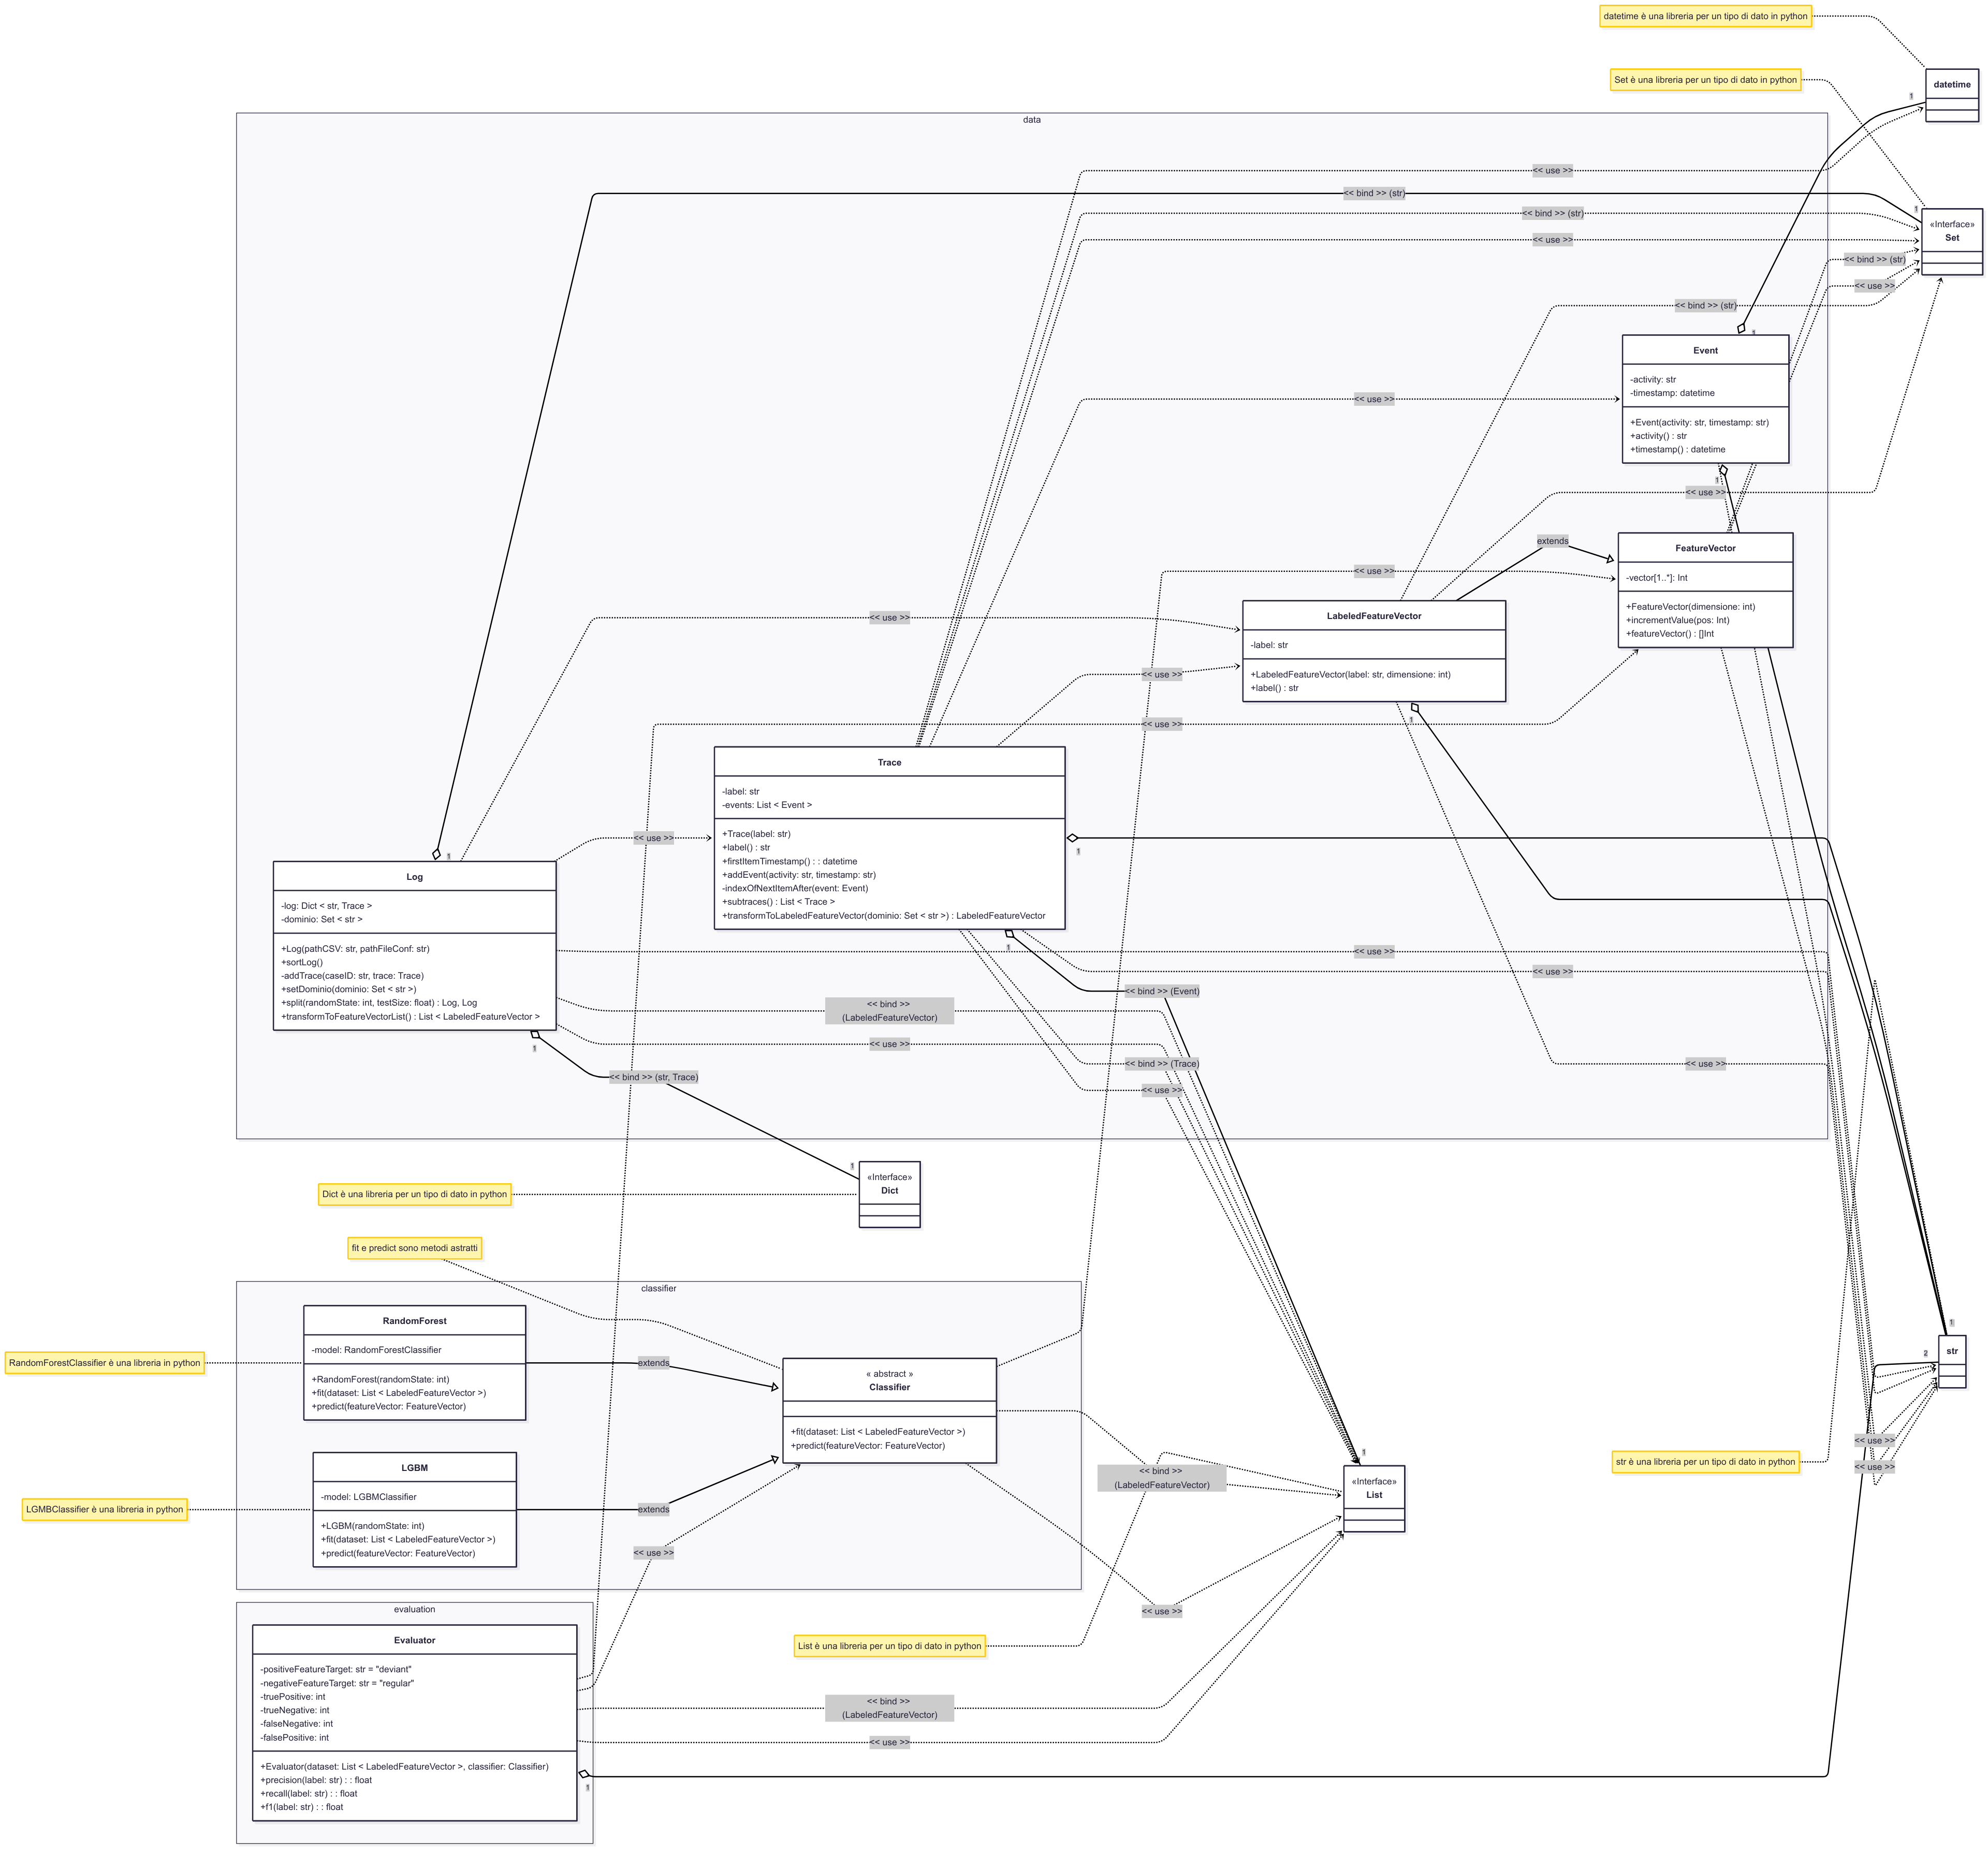 datetime è una libreria per un tipo di dato in python
Set è una libreria per un tipo di dato in python
datetime
1
data
<< use >>
<< bind >> (str)
1
<< bind >> (str)
<< use >>
«Interface»
Set
<< bind >> (str)
<< use >>
<< bind >> (str)
1
Event
-activity: str
-timestamp: datetime
+Event(activity: str, timestamp: str)
+activity() : str
+timestamp() : datetime
<< use >>
1
<< use >>
extends
FeatureVector
-vector[1..*]: Int
+FeatureVector(dimensione: int)
+incrementValue(pos: Int)
+featureVector() : []Int
<< use >>
LabeledFeatureVector
-label: str
+LabeledFeatureVector(label: str, dimensione: int)
+label() : str
1
<< use >>
<< use >>
<< use >>
Trace
-label: str
-events: List < Event >
+Trace(label: str)
+label() : str
+firstItemTimestamp() : : datetime
+addEvent(activity: str, timestamp: str)
-indexOfNextItemAfter(event: Event)
+subtraces() : List < Trace >
+transformToLabeledFeatureVector(dominio: Set < str >) : LabeledFeatureVector
1
1
<< use >>
1
Log
-log: Dict < str, Trace >
-dominio: Set < str >
+Log(pathCSV: str, pathFileConf: str)
+sortLog()
-addTrace(caseID: str, trace: Trace)
+setDominio(dominio: Set < str >)
+split(randomState: int, testSize: float) : Log, Log
+transformToFeatureVectorList() : List < LabeledFeatureVector >
1
<< use >>
<< use >>
<< bind >> (Event)
<< bind >>
(LabeledFeatureVector)
<< use >>
<< bind >> (Trace)
<< use >>
<< use >>
<< bind >> (str, Trace)
1
«Interface»
Dict
Dict è una libreria per un tipo di dato in python
fit e predict sono metodi astratti
classifier
RandomForest
-model: RandomForestClassifier
+RandomForest(randomState: int)
+fit(dataset: List < LabeledFeatureVector >)
+predict(featureVector: FeatureVector)
RandomForestClassifier è una libreria in python
extends
« abstract »
Classifier
+fit(dataset: List < LabeledFeatureVector >)
+predict(featureVector: FeatureVector)
1
2
str
<< use >>
<< use >>
str è una libreria per un tipo di dato in python
LGBM
-model: LGBMClassifier
+LGBM(randomState: int)
+fit(dataset: List < LabeledFeatureVector >)
+predict(featureVector: FeatureVector)
LGMBClassifier è una libreria in python
extends
<< use >>
<< bind >>
(LabeledFeatureVector)
1
«Interface»
List
<< use >>
List è una libreria per un tipo di dato in python
evaluation
Evaluator
-positiveFeatureTarget: str = "deviant"
-negativeFeatureTarget: str = "regular"
-truePositive: int
-trueNegative: int
-falseNegative: int
-falsePositive: int
+Evaluator(dataset: List < LabeledFeatureVector >, classifier: Classifier)
+precision(label: str) : : float
+recall(label: str) : : float
+f1(label: str) : : float
<< bind >>
(LabeledFeatureVector)
<< use >>
1